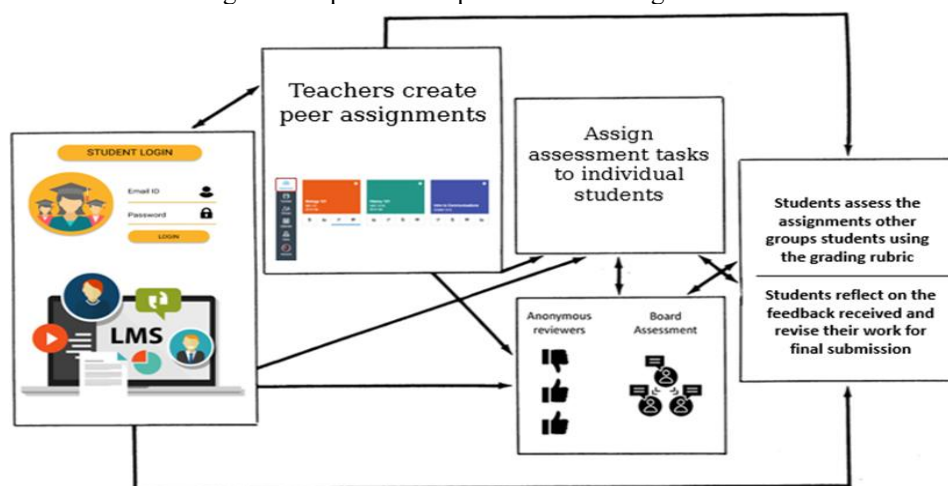 Teachers create
peer assignments
STUDENT LOGIN
Email ID
Password
LOGIN
LMS
Assign
assessment tasks
to individual
students
Anonymous
reviewers
Board
Assessment
Students assess the
assignments other
groups students using
the grading rubric
Students reflect on the
feedback received and
revise their work for
final submission